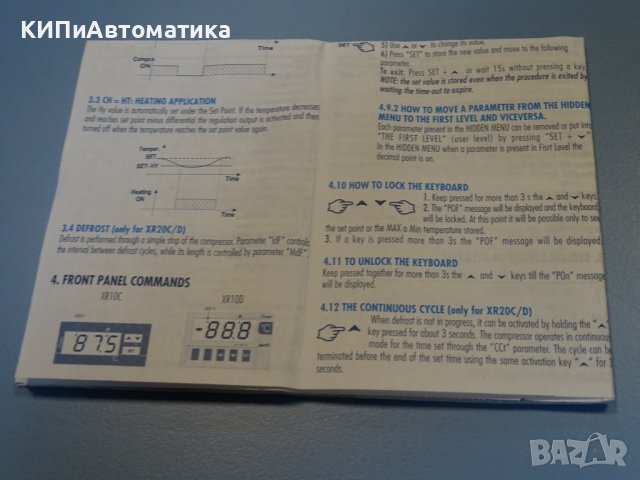 КИПиАвтоматика
Time
Compr.
ON
Time
3.3 CH = HT: HEATING APPLICATION
The Hy value is automatically set under the Set Point. If the temperature decreases
and reaches set point minus differential the regulation output is activated and then
turned off when the temperature reaches the set point value again.
Temper.
SET
SET- HY
Time
Heating
ON
Time
3.4 DEFROST (only for XR20C/D)
Defrost is performed through a simple stop of the compressor. Parameter "IdF" controls
the interval between defrost cycles, while its length is controlled by parameter "MdF".
4. FRONT PANEL COMMANDS
XR10C
XR10D
87.5
-88.8
°C
SET
5) Use or to change its value.
6) Press "SET" to store the new value and move to the following
parameter.
To exit: Press SET + or wait 15s without pressing a key.
NOTE: the set value is stored even when the procedure is exited by
waiting the time-out to expire.
4.9.2 HOW TO MOVE A PARAMETER FROM THE HIDDEN
MENU TO THE FIRST LEVEL AND VICEVERSA.
Each parameter present in the HIDDEN MENU can be removed or put into
"THE FIRST LEVEL" (user level) by pressing "SET +
In the HIDDEN MENU when a parameter is present in First Level the
decimal point is on.
4.10 HOW TO LOCK THE KEYBOARD
1. Keep pressed for more than 3 s the and keys.
2. The "POF" message will be displayed and the keyboard
will be locked. At this point it will be possible only to see
the set point or the MAX o Min temperature stored.
3. If a key is pressed more than 3s the "POF" message will be displayed.
4.11 TO UNLOCK THE KEYBOARD
Keep pressed together for more than 3s the and keys till the "POn" message
will be displayed.
4.12 THE CONTINUOUS CYCLE (only for XR20C/D)
When defrost is not in progress, it can be activated by holding the "
key pressed for about 3 seconds. The compressor operates in continuous
mode for the time set through the "CCt" parameter. The cycle can be
terminated before the end of the set time using the same activation key " " for 3
seconds.
BAZAR